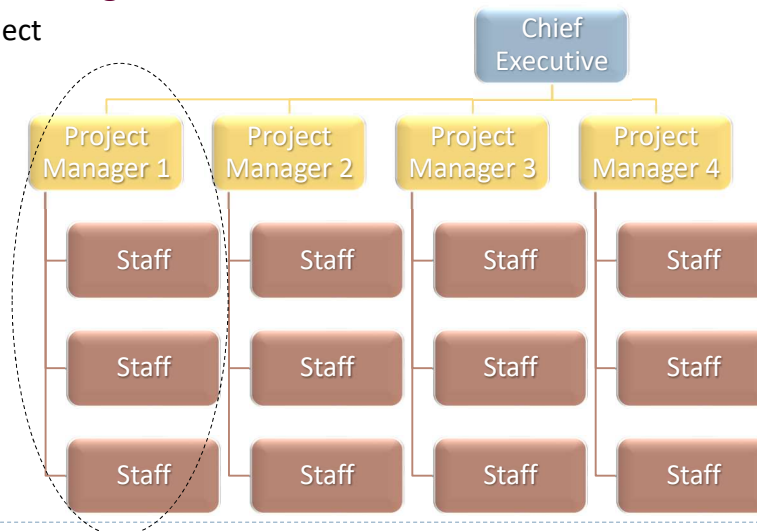 ect
Chief
Executive
Project
Manager 1
Project
Manager 2
Project
Manager 3
Project
Manager 4
Staff
Staff
Staff
Staff
Staff
Staff
Staff
Staff
Staff
Staff
Staff
Staff